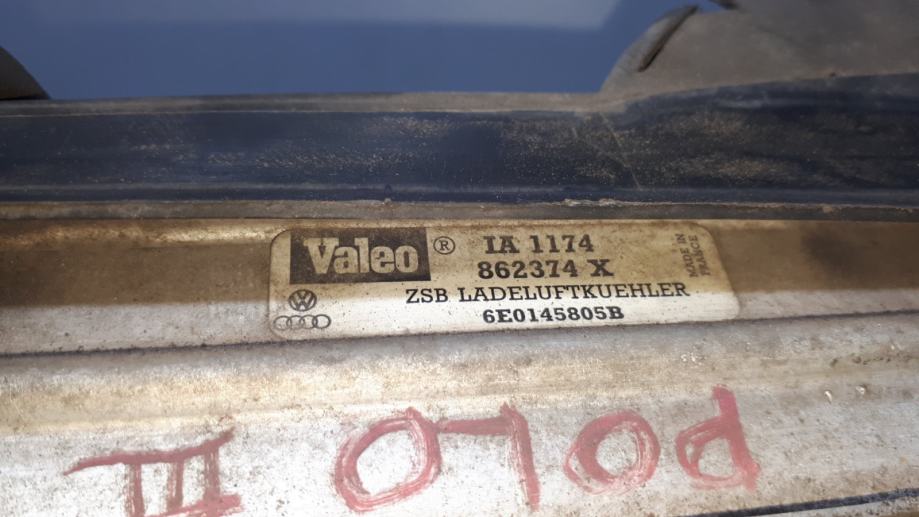 Valeo®
IA 1174
862374 X
MADE IN
FRANCE
ZSB LADELUFTKUEHLER
6E0145805B
POLO III